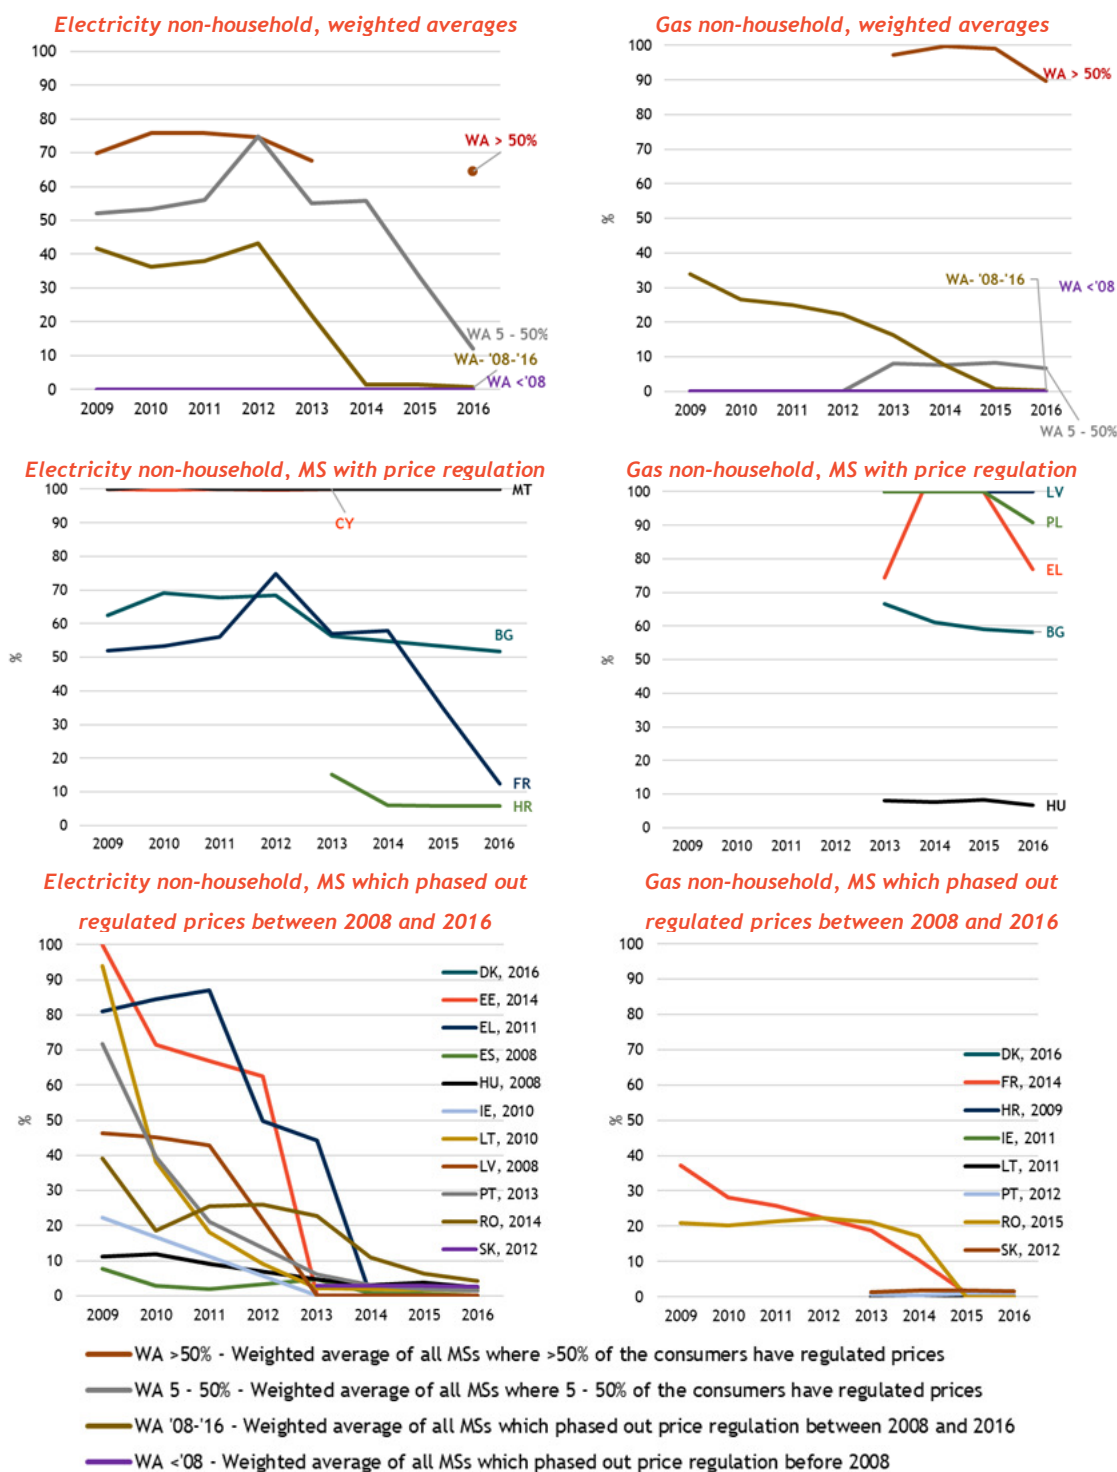 Electricity non-household, weighted averages
100
90
80
70
60
50
40
30
20
10
0
2009 2010 2011 2012 2013 2014 2015 2016
WA > 50%
WA 5 - 50%
WA- '08-'16
WA <'08
Gas non-household, weighted averages
%
100
90
80
70
60
50
40
30
20
10
0
2009 2010 2011 2012 2013 2014 2015 2016
WA > 50%
WA- '08-'16
WA <'08
WA 5 - 50%
Electricity non-household, MS with price regulation
%
100
90
80
70
60
50
40
30
20
10
0
2009 2010 2011 2012 2013 2014 2015 2016
MT
CY
BG
FR
HR
Gas non-household, MS with price regulation
%
100
90
80
70
60
50
40
30
20
10
0
2009 2010 2011 2012 2013 2014 2015 2016
LV
PL
EL
BG
HU
Electricity non-household, MS which phased out
regulated prices between 2008 and 2016
%
100
90
80
70
60
50
40
30
20
10
0
2009 2010 2011 2012 2013 2014 2015 2016
DK, 2016
EE, 2014
EL, 2011
ES, 2008
HU, 2008
IE, 2010
LT, 2010
LV, 2008
PT, 2013
RO, 2014
SK, 2012
Gas non-household, MS which phased out
regulated prices between 2008 and 2016
%
100
90
80
70
60
50
40
30
20
10
0
2009 2010 2011 2012 2013 2014 2015 2016
DK, 2016
FR, 2014
HR, 2009
IE, 2011
LT, 2011
PT, 2012
RO, 2015
SK, 2012
WA >50% - Weighted average of all MSs where >50% of the consumers have regulated prices
WA 5 - 50% - Weighted average of all MSs where 5 - 50% of the consumers have regulated prices
WA '08-'16 - Weighted average of all MSs which phased out price regulation between 2008 and 2016
WA <'08 - Weighted average of all MSs which phased out price regulation before 2008